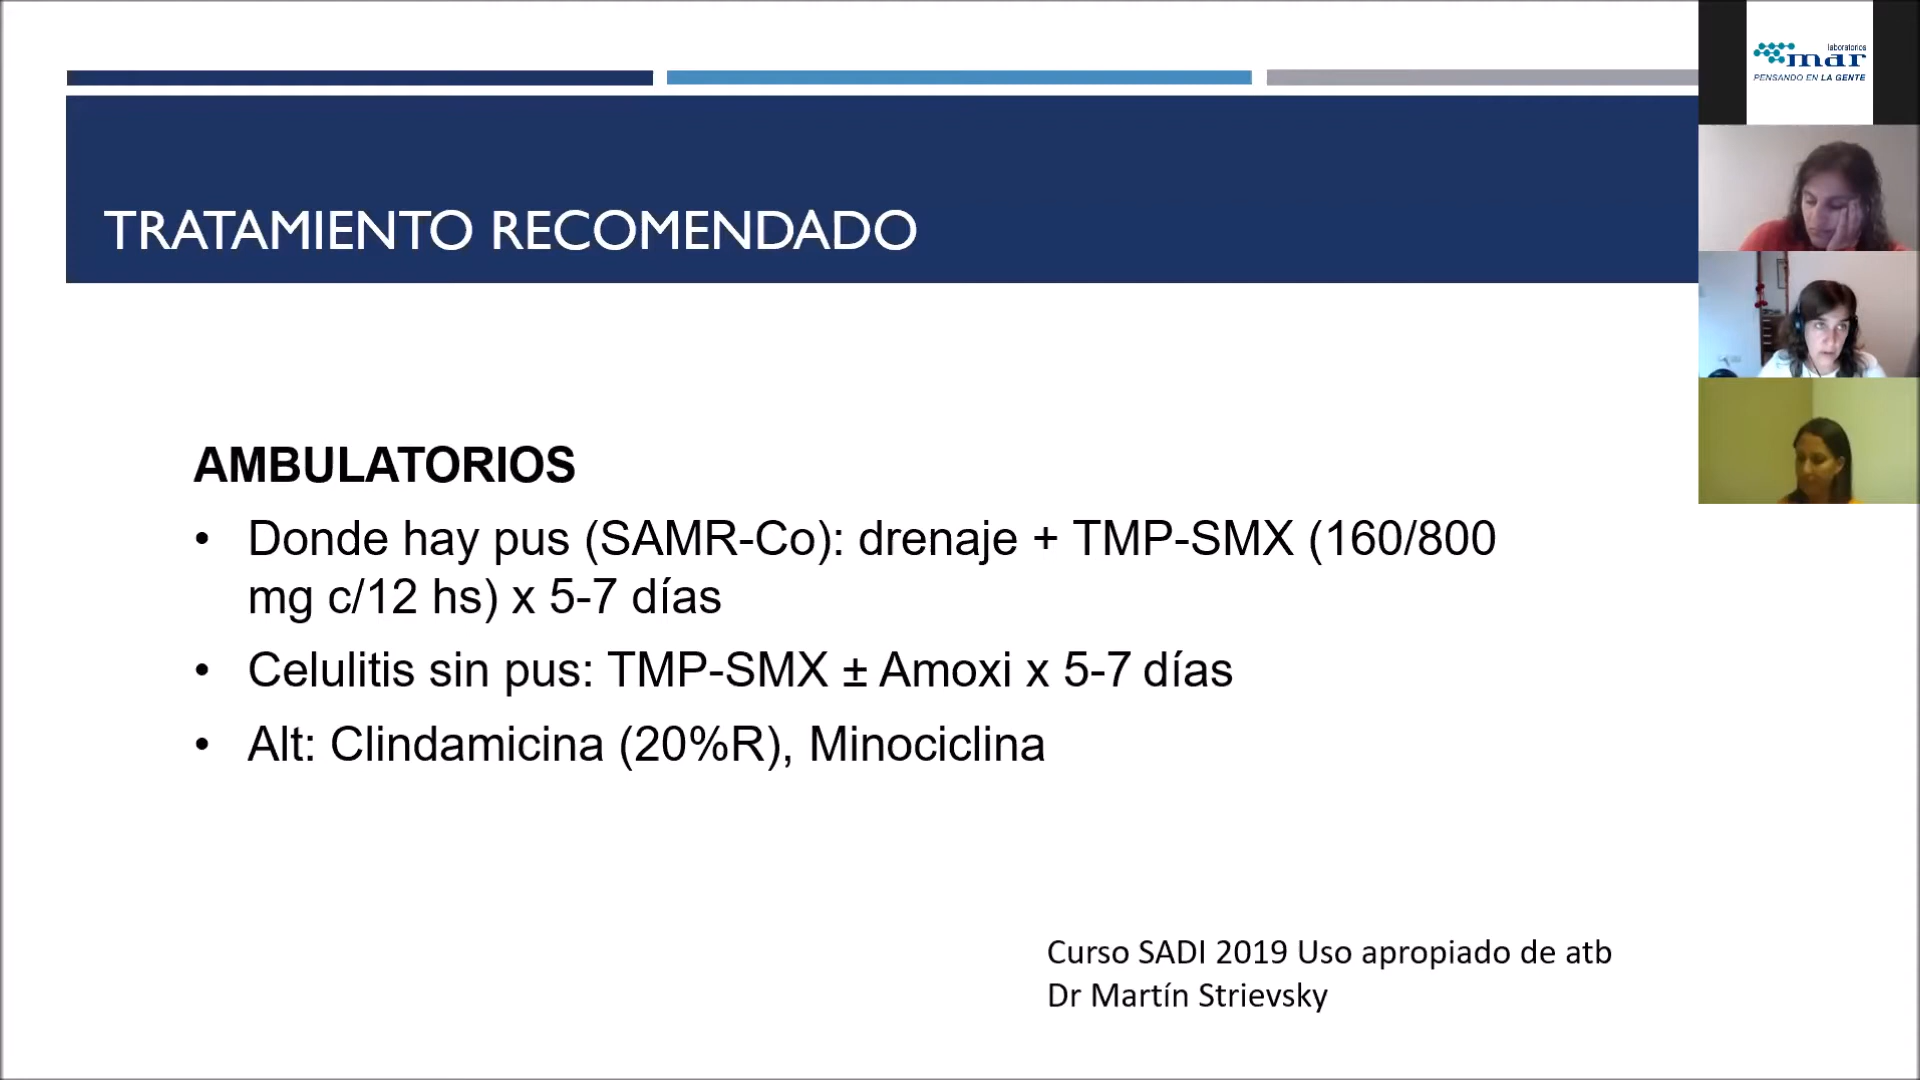 laboratorios
mar
PENSANDO EN LA GENTE
TRATAMIENTO RECOMENDADO
AMBULATORIOS
• Donde hay pus (SAMR-Co): drenaje + TMP-SMX (160/800
mg c/12 hs) x 5-7 días
• Celulitis sin pus: TMP-SMX ± Amoxi x 5-7 días
• Alt: Clindamicina (20%R), Minociclina
Curso SADI 2019 Uso apropiado de atb
Dr Martín Strievsky